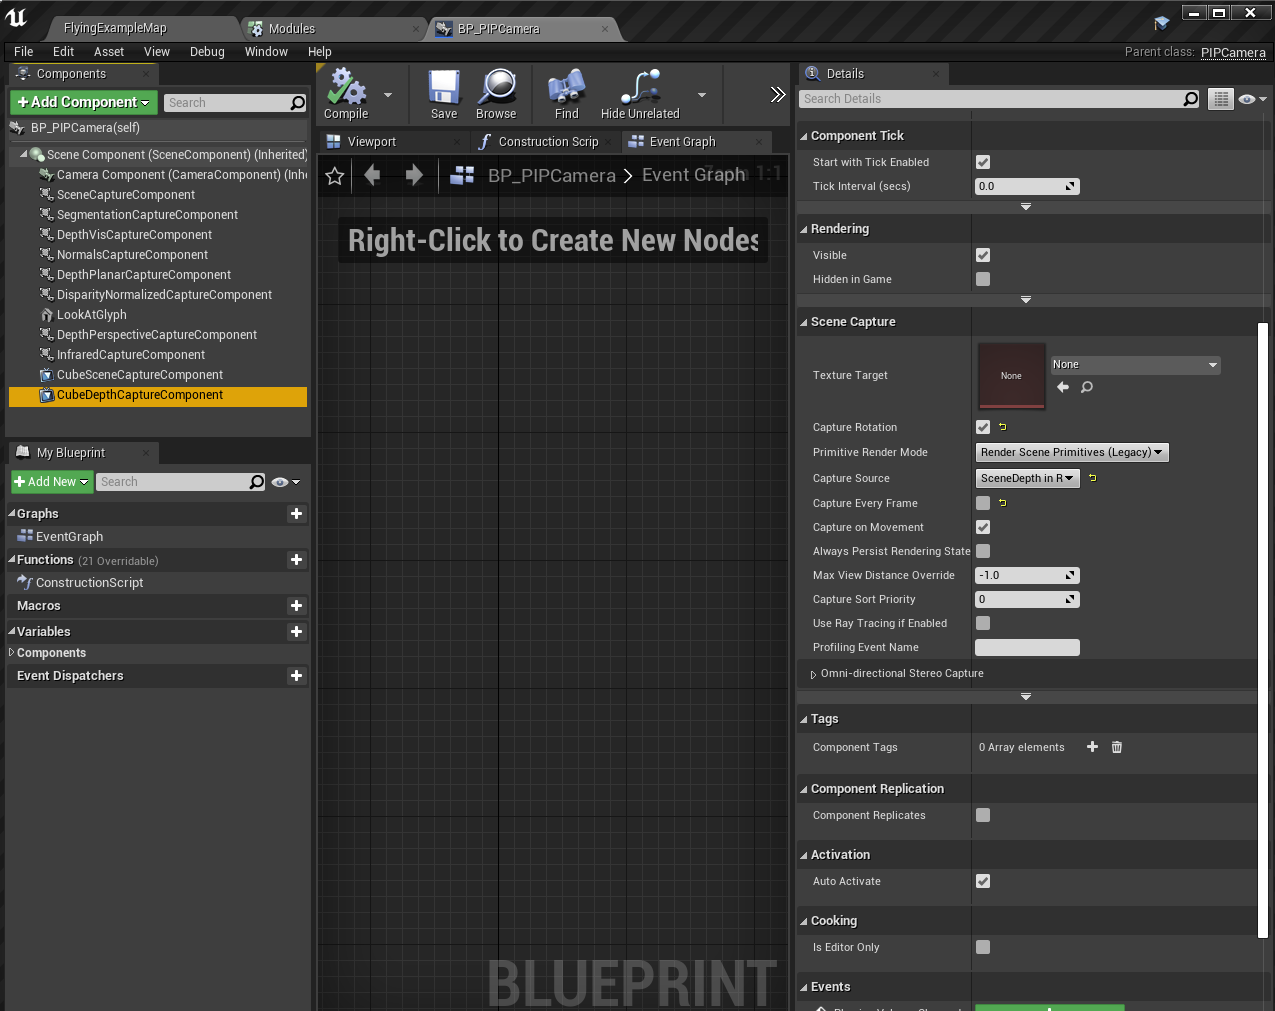 FlyingExampleMap
Modules
BP_PIPCamera
File Edit Asset View Debug Window Help
Parent class: PIPCamera
Components
+Add Component
Search
BP_PIPCamera(self)
Scene Component (SceneComponent) (Inherited)
Camera Component (CameraComponent) (Inhe
SceneCaptureComponent
SegmentationCaptureComponent
DepthVisCaptureComponent
NormalsCaptureComponent
DepthPlanarCaptureComponent
DisparityNormalizedCaptureComponent
LookAtGlyph
DepthPerspectiveCaptureComponent
InfraredCaptureComponent
CubeSceneCaptureComponent
CubeDepthCaptureComponent
My Blueprint
+Add New
Search
Graphs
EventGraph
Functions (21 Overridable)
ConstructionScript
Macros
Variables
Components
Event Dispatchers
Compile
Save
Browse
Find
Hide Unrelated
Viewport
Construction Scrip
Event Graph
BP_PIPCamera > Event Graph
Zoom 1:1
Right-Click to Create New Nodes
BLUEPRINT
Details
Search Details
Component Tick
Start with Tick Enabled
Tick Interval (secs) 0.0
Rendering
Visible
Hidden in Game
Scene Capture
Texture Target
None
None
Capture Rotation
Primitive Render Mode Render Scene Primitives (Legacy)
Capture Source SceneDepth in R
Capture Every Frame
Capture on Movement
Always Persist Rendering State
Max View Distance Override -1.0
Capture Sort Priority 0
Use Ray Tracing if Enabled
Profiling Event Name
Omni-directional Stereo Capture
Tags
Component Tags 0 Array elements
Component Replication
Component Replicates
Activation
Auto Activate
Cooking
Is Editor Only
Events